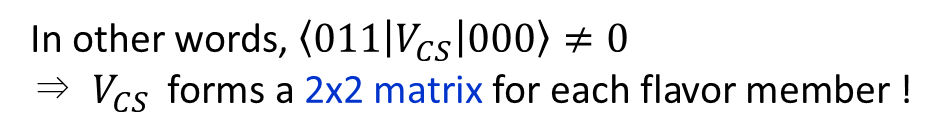 In other words, ⟨011|V_CS|000⟩ ≠ 0
⇒ V_CS forms a 2x2 matrix for each flavor member !